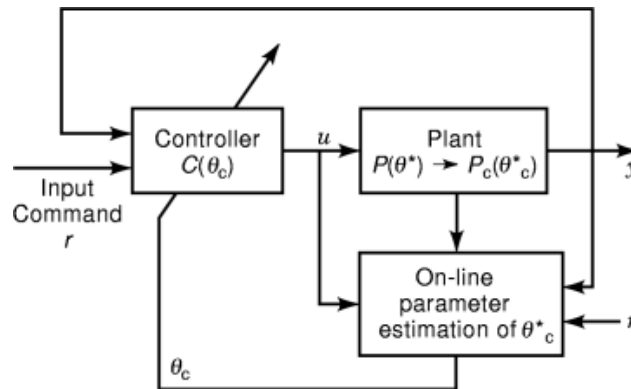 Controller
C(θc)
u
Plant
P(θ*) → Pc(θ*c)
Input
Command
r
On-line
parameter
estimation of θ*c
θc